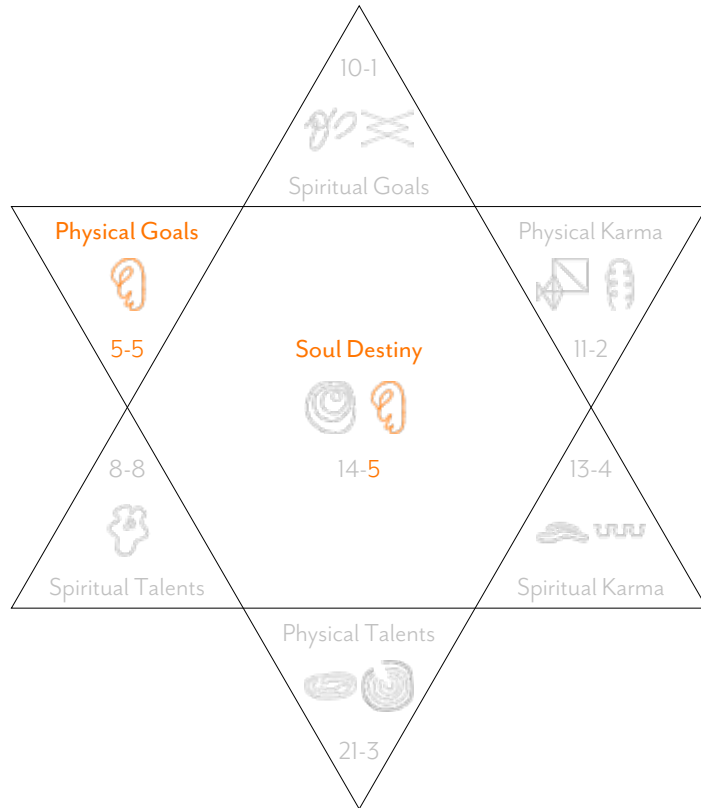 10-1
Spiritual Goals
Physical Goals
5-5
Physical Karma
11-2
Soul Destiny
14-5
8-8
Spiritual Talents
13-4
Spiritual Karma
Physical Talents
21-3